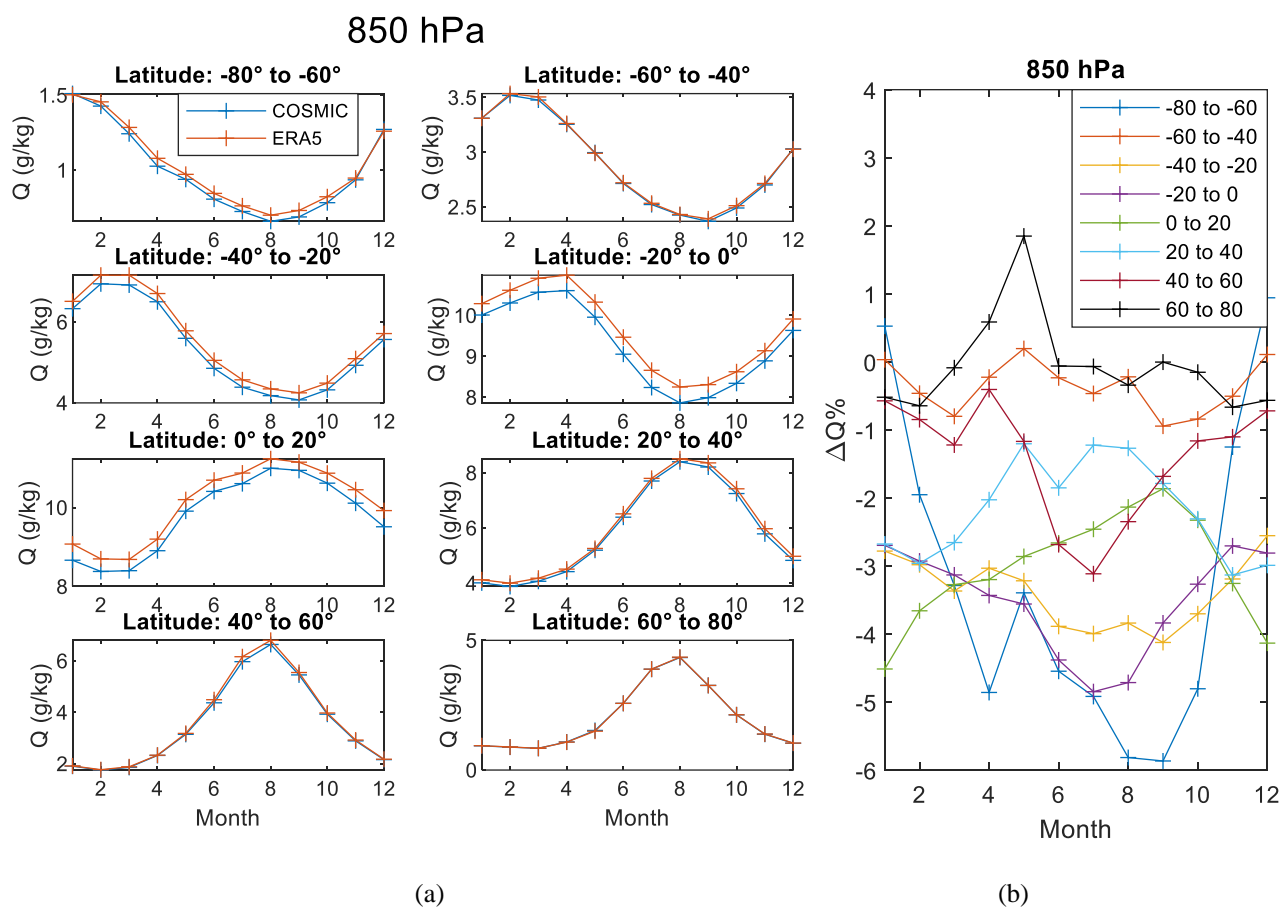 850 hPa
Latitude: -80° to -60°
1.5
1
Q (g/kg)
COSMIC
ERA5
2 4 6 8 10 12
Latitude: -60° to -40°
3.5
3
2.5
Q (g/kg)
2 4 6 8 10 12
Latitude: -40° to -20°
6
4
Q (g/kg)
2 4 6 8 10 12
Latitude: -20° to 0°
10
9
8
Q (g/kg)
2 4 6 8 10 12
Latitude: 0° to 20°
10
8
Q (g/kg)
2 4 6 8 10 12
Latitude: 20° to 40°
8
6
4
Q (g/kg)
2 4 6 8 10 12
Latitude: 40° to 60°
6
4
2
Q (g/kg)
2 4 6 8 10 12
Month
Latitude: 60° to 80°
5
0
Q (g/kg)
2 4 6 8 10 12
Month
(a)
850 hPa
4
3
2
1
0
-1
-2
-3
-4
-5
-6
ΔQ%
-80 to -60
-60 to -40
-40 to -20
-20 to 0
0 to 20
20 to 40
40 to 60
60 to 80
2 4 6 8 10 12
Month
(b)